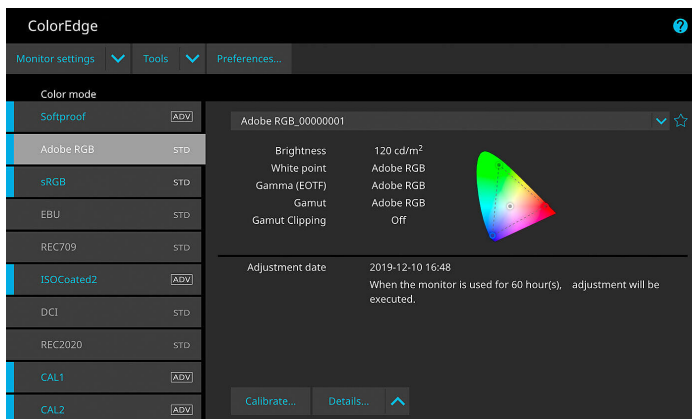 ColorEdge
?
Monitor settings Tools Preferences...
Color mode
Softproof ADV
Adobe RGB STD
sRGB STD
EBU STD
REC709 STD
ISOCoated2 ADV
DCI STD
REC2020 STD
CAL1 ADV
CAL2 ADV
Adobe RGB_00000001
Brightness 120 cd/m²
White point Adobe RGB
Gamma (EOTF) Adobe RGB
Gamut Adobe RGB
Gamut Clipping Off
Adjustment date 2019-12-10 16:48
When the monitor is used for 60 hour(s), adjustment will be
executed.
Calibrate... Details...